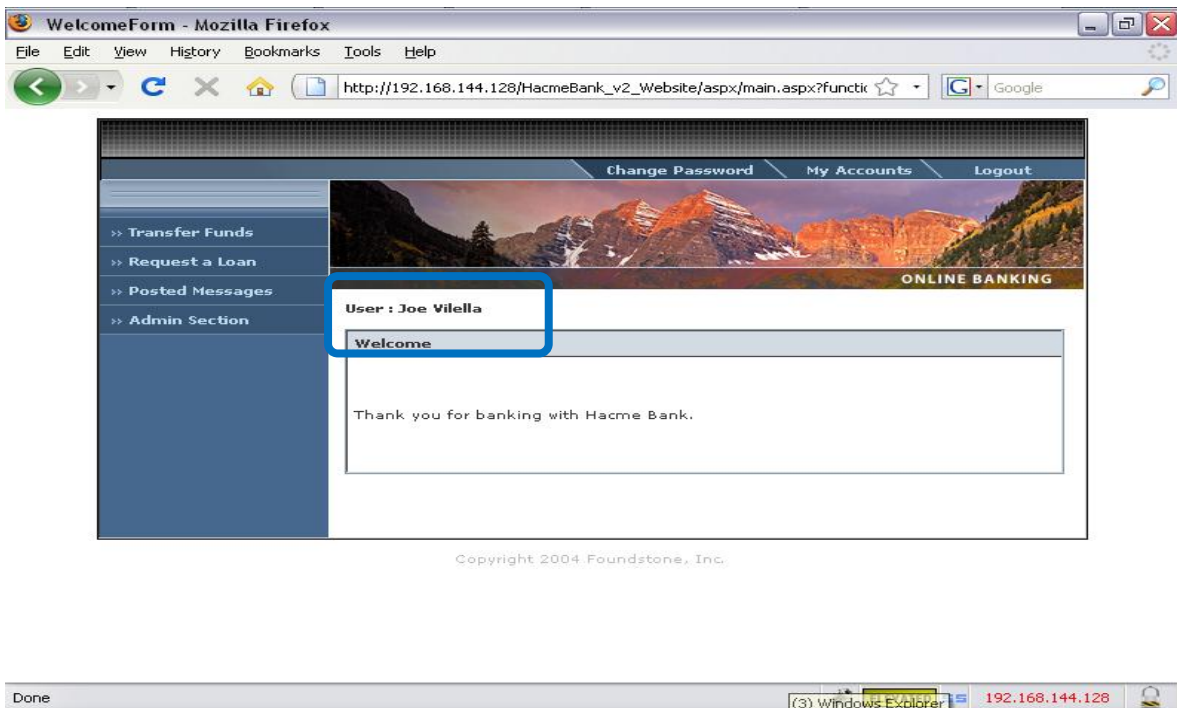 WelcomeForm - Mozilla Firefox
File Edit View History Bookmarks Tools Help
http://192.168.144.128/HacmeBank_v2_Website/aspx/main.aspx?functic
G Google
Change Password My Accounts Logout
>> Transfer Funds
>> Request a Loan
>> Posted Messages
>> Admin Section
ONLINE BANKING
User : Joe Vilella
Welcome
Thank you for banking with Hacme Bank.
Copyright 2004 Foundstone, Inc.
Done
(3) Windows Explorer
192.168.144.128